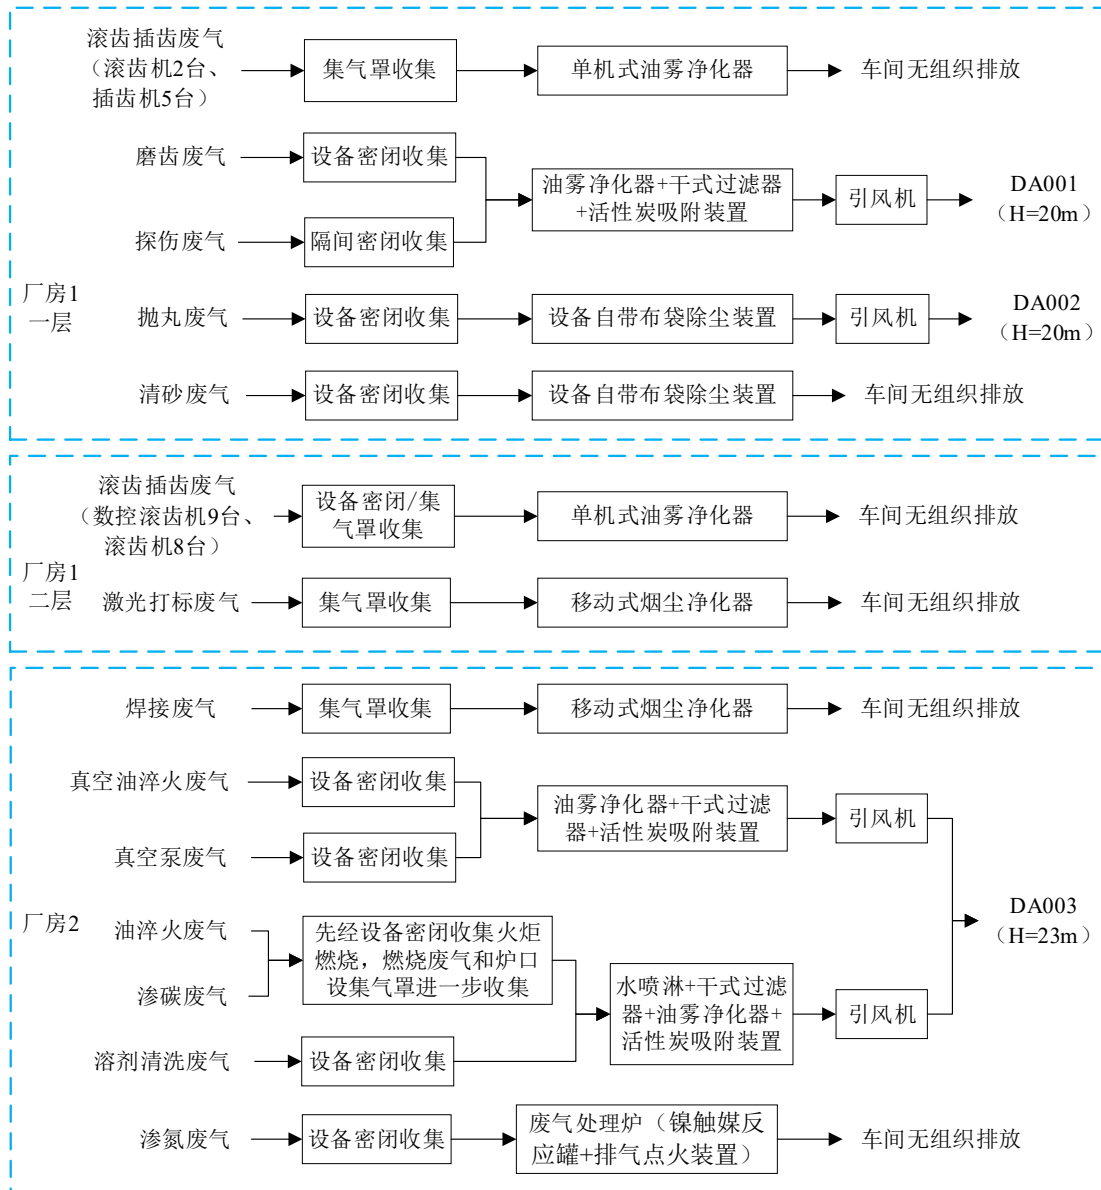 滚齿插齿废气
（滚齿机2台、
插齿机5台）
集气罩收集
单机式油雾净化器
车间无组织排放
磨齿废气
设备密闭收集
探伤废气
隔间密闭收集
油雾净化器+干式过滤器
+活性炭吸附装置
引风机
DA001
（H=20m）
厂房1
一层
抛丸废气
设备密闭收集
设备自带布袋除尘装置
引风机
DA002
（H=20m）
清砂废气
设备密闭收集
设备自带布袋除尘装置
车间无组织排放
滚齿插齿废气
（数控滚齿机9台、
滚齿机8台）
设备密闭/集
气罩收集
单机式油雾净化器
车间无组织排放
厂房1
二层
激光打标废气
集气罩收集
移动式烟尘净化器
车间无组织排放
焊接废气
集气罩收集
移动式烟尘净化器
车间无组织排放
真空油淬火废气
设备密闭收集
真空泵废气
设备密闭收集
油雾净化器+干式过滤
器+活性炭吸附装置
引风机
厂房2
油淬火废气
渗碳废气
先经设备密闭收集火炬
燃烧，燃烧废气和炉口
设集气罩进一步收集
溶剂清洗废气
设备密闭收集
水喷淋+干式过滤
器+油雾净化器+
活性炭吸附装置
引风机
DA003
（H=23m）
渗氮废气
设备密闭收集
废气处理炉（镍触媒反
应罐+排气点火装置）
车间无组织排放